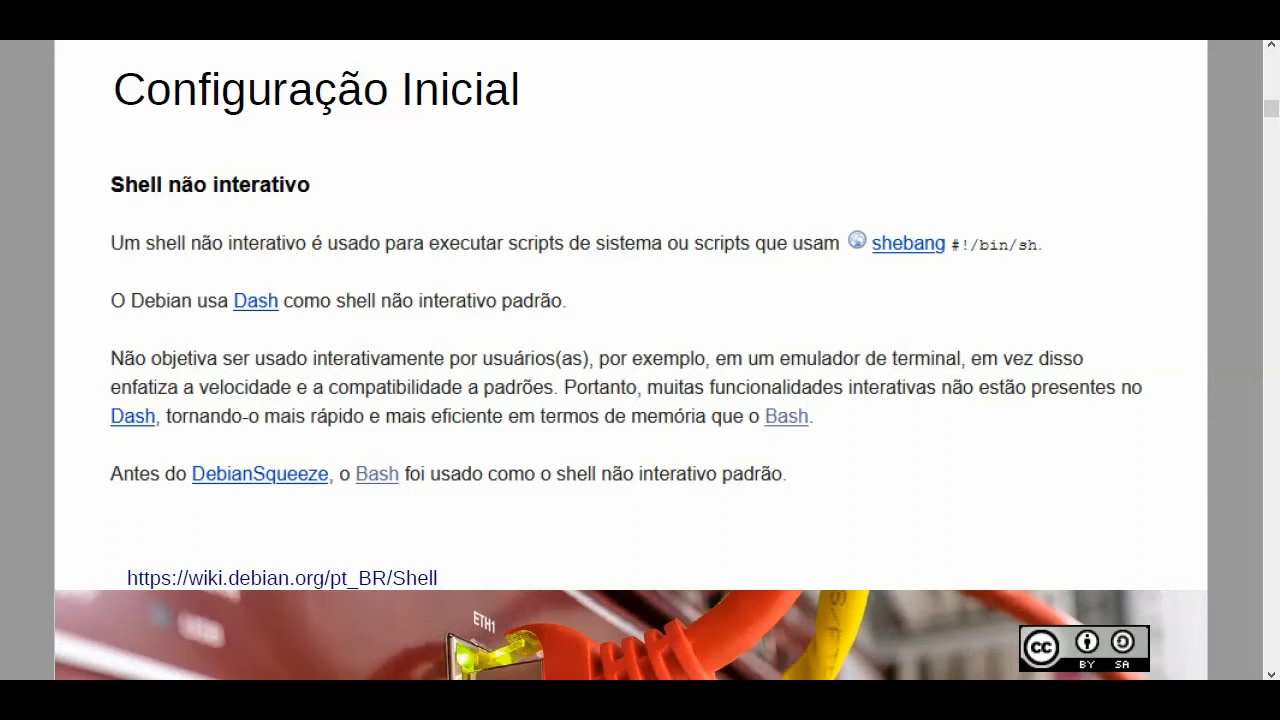 Configuração Inicial
Shell não interativo
Um shell não interativo é usado para executar scripts de sistema ou scripts que usam shebang #!/bin/sh.
O Debian usa Dash como shell não interativo padrão.
Não objetiva ser usado interativamente por usuários(as), por exemplo, em um emulador de terminal, em vez disso
enfatiza a velocidade e a compatibilidade a padrões. Portanto, muitas funcionalidades interativas não estão presentes no
Dash, tornando-o mais rápido e mais eficiente em termos de memória que o Bash.
Antes do DebianSqueeze, o Bash foi usado como o shell não interativo padrão.
https://wiki.debian.org/pt_BR/Shell
ETH1
cc BY SA